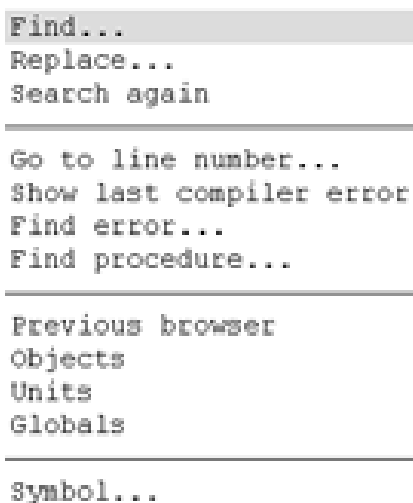 Find...
Replace...
Search again
Go to line number...
Show last compiler error
Find error...
Find procedure...
Previous browser
Objects
Units
Globals
Symbol...